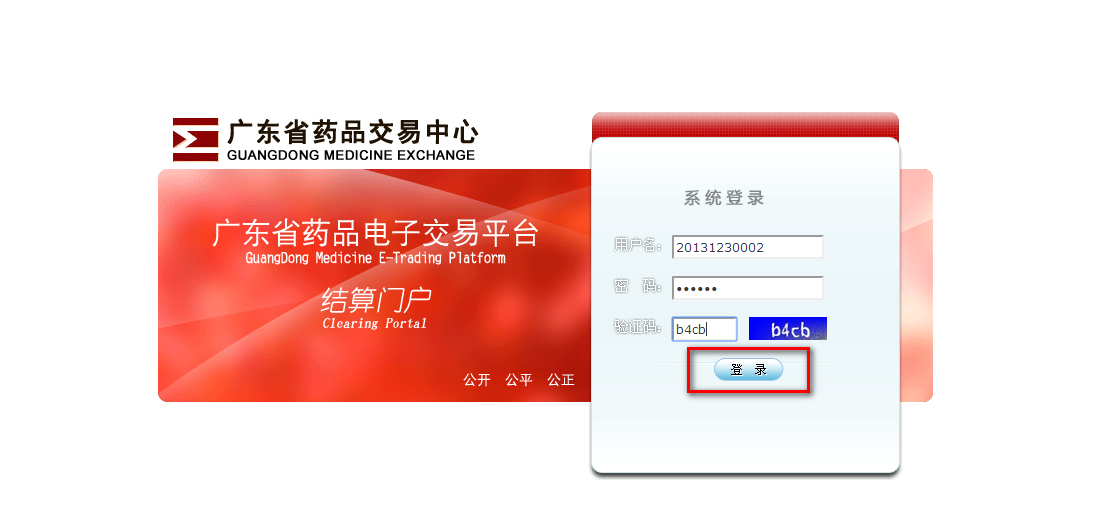 广东省药品交易中心
GUANGDONG MEDICINE EXCHANGE
广东省药品电子交易平台
GuangDong Medicine E-Trading Platform
结算门户
Clearing Portal
公开 公平 公正
系统登录
用户名: 20131230002
密 码: ••••••
验证码: b4cb b4cb
登 录